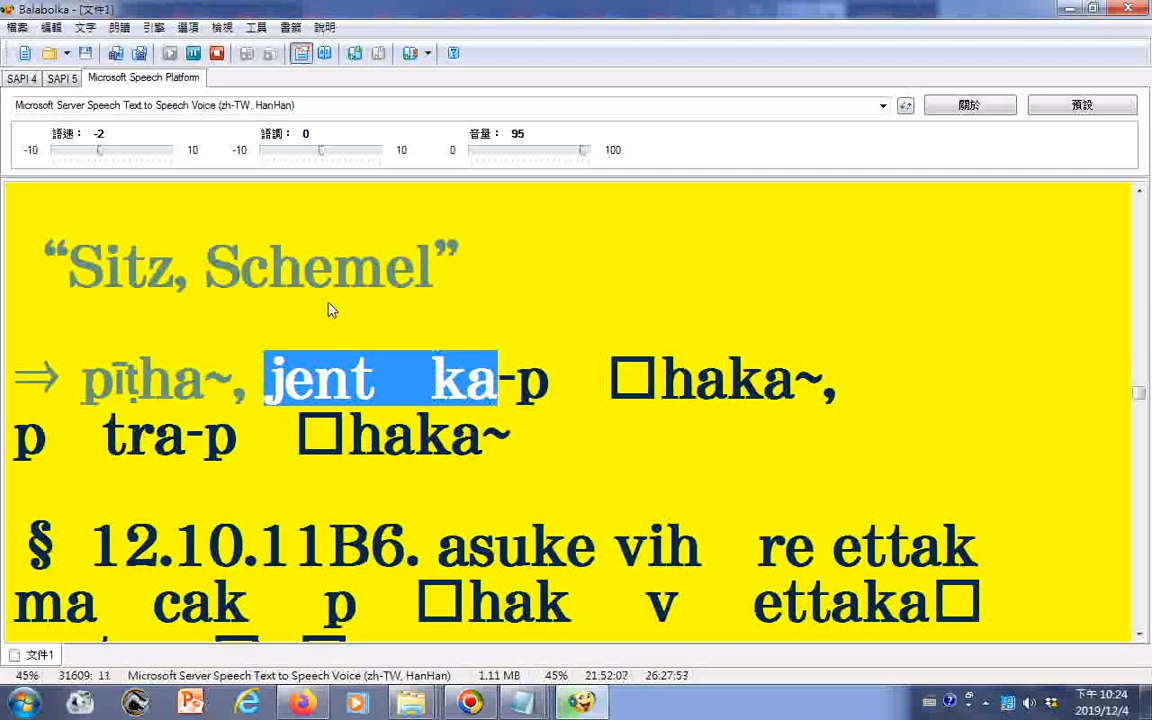 Balabolka - [文件1]
檔案 編輯 文字 朗讀 引擎 選項 檢視 工具 書籤 說明
SAPI 4 SAPI 5 Microsoft Speech Platform
Microsoft Server Speech Text to Speech Voice (zh-TW, HanHan) 關於 預設
語速： -2 語調： 0 音量： 95
-10 10 -10 10 0 100
“Sitz, Schemel”
⇒ pīṭha~, jent ka-p □haka~,
p tra-p □haka~
§ 12.10.11B6. asuke vih re ettak
ma cak p □hak v ettaka□
文件1
45% 31609: 11 Microsoft Server Speech Text to Speech Voice (zh-TW, HanHan) 1.11 MB 45% 21:52:07 26:27:53
下午 10:24
2019/12/4